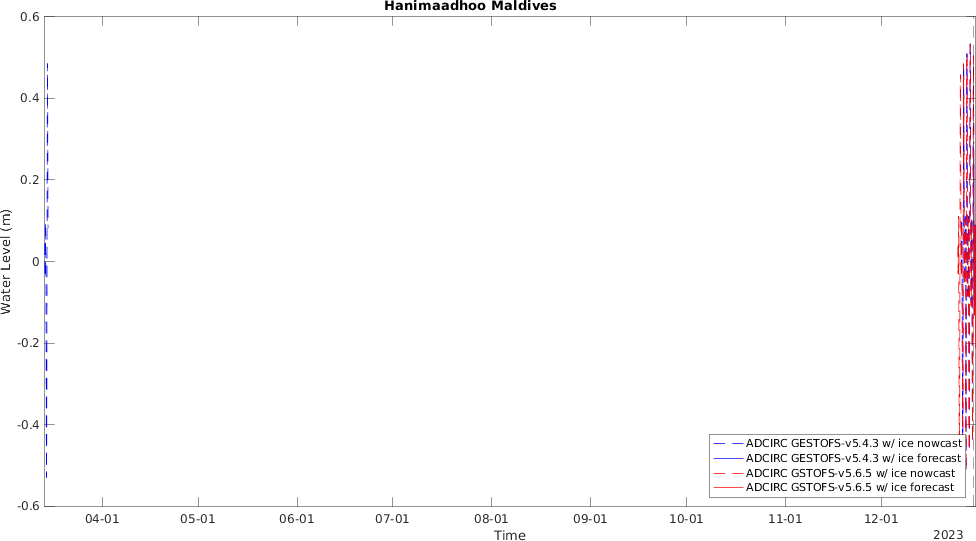 Hanimaadhoo Maldives
0.6
0.4
0.2
0
-0.2
-0.4
-0.6
Water Level (m)
04-01 05-01 06-01 07-01 08-01 09-01 10-01 11-01 12-01
Time
2023
ADCIRC GESTOFS-v5.4.3 w/ ice nowcast
ADCIRC GESTOFS-v5.4.3 w/ ice forecast
ADCIRC GSTOFS-v5.6.5 w/ ice nowcast
ADCIRC GSTOFS-v5.6.5 w/ ice forecast